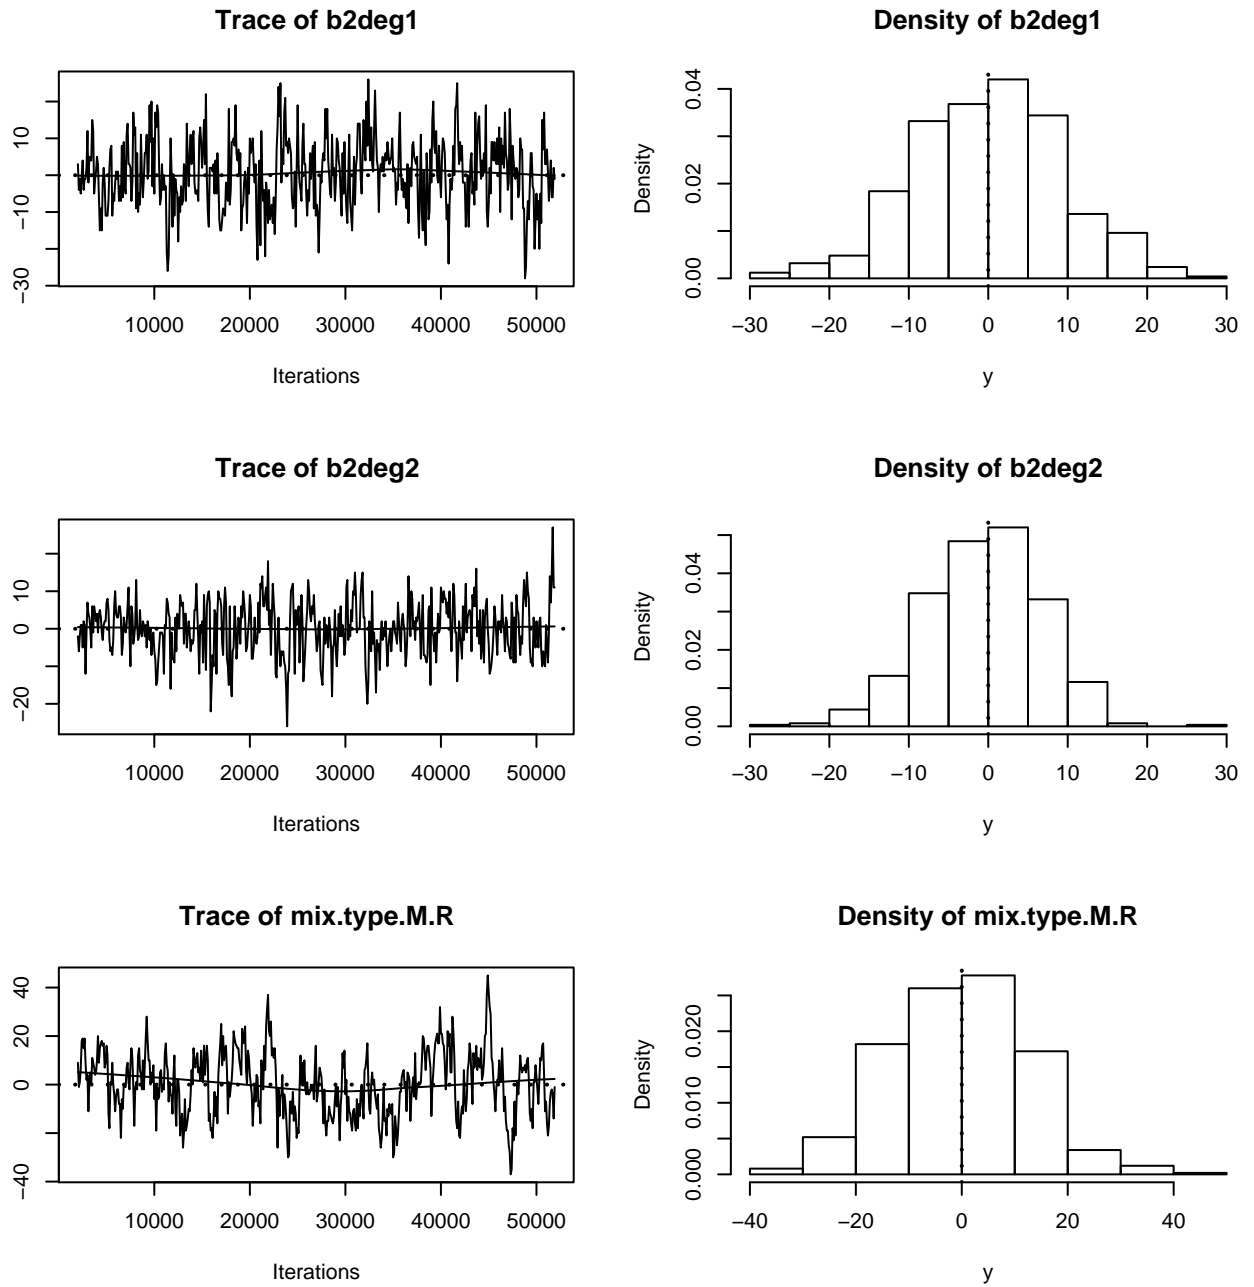 Trace of b2deg1
10
−10
−30
10000 20000 30000 40000 50000
Iterations
Density of b2deg1
Density
0.04
0.02
0.00
−30 −20 −10 0 10 20 30
y
Trace of b2deg2
10
0
−20
10000 20000 30000 40000 50000
Iterations
Density of b2deg2
Density
0.04
0.02
0.00
−30 −20 −10 0 10 20 30
y
Trace of mix.type.M.R
40
20
0
−40
10000 20000 30000 40000 50000
Iterations
Density of mix.type.M.R
Density
0.020
0.010
0.000
−40 −20 0 20 40
y